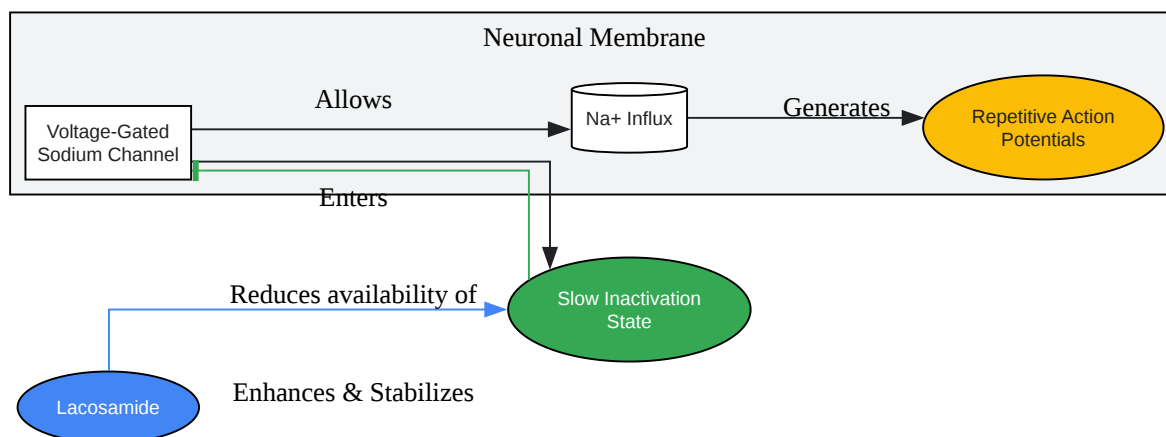 Neuronal Membrane
Allows
Generates
Voltage-Gated
Sodium Channel
Na+ Influx
Repetitive Action
Potentials
Enters
Reduces availability of
Slow Inactivation
State
Enhances & Stabilizes
Lacosamide